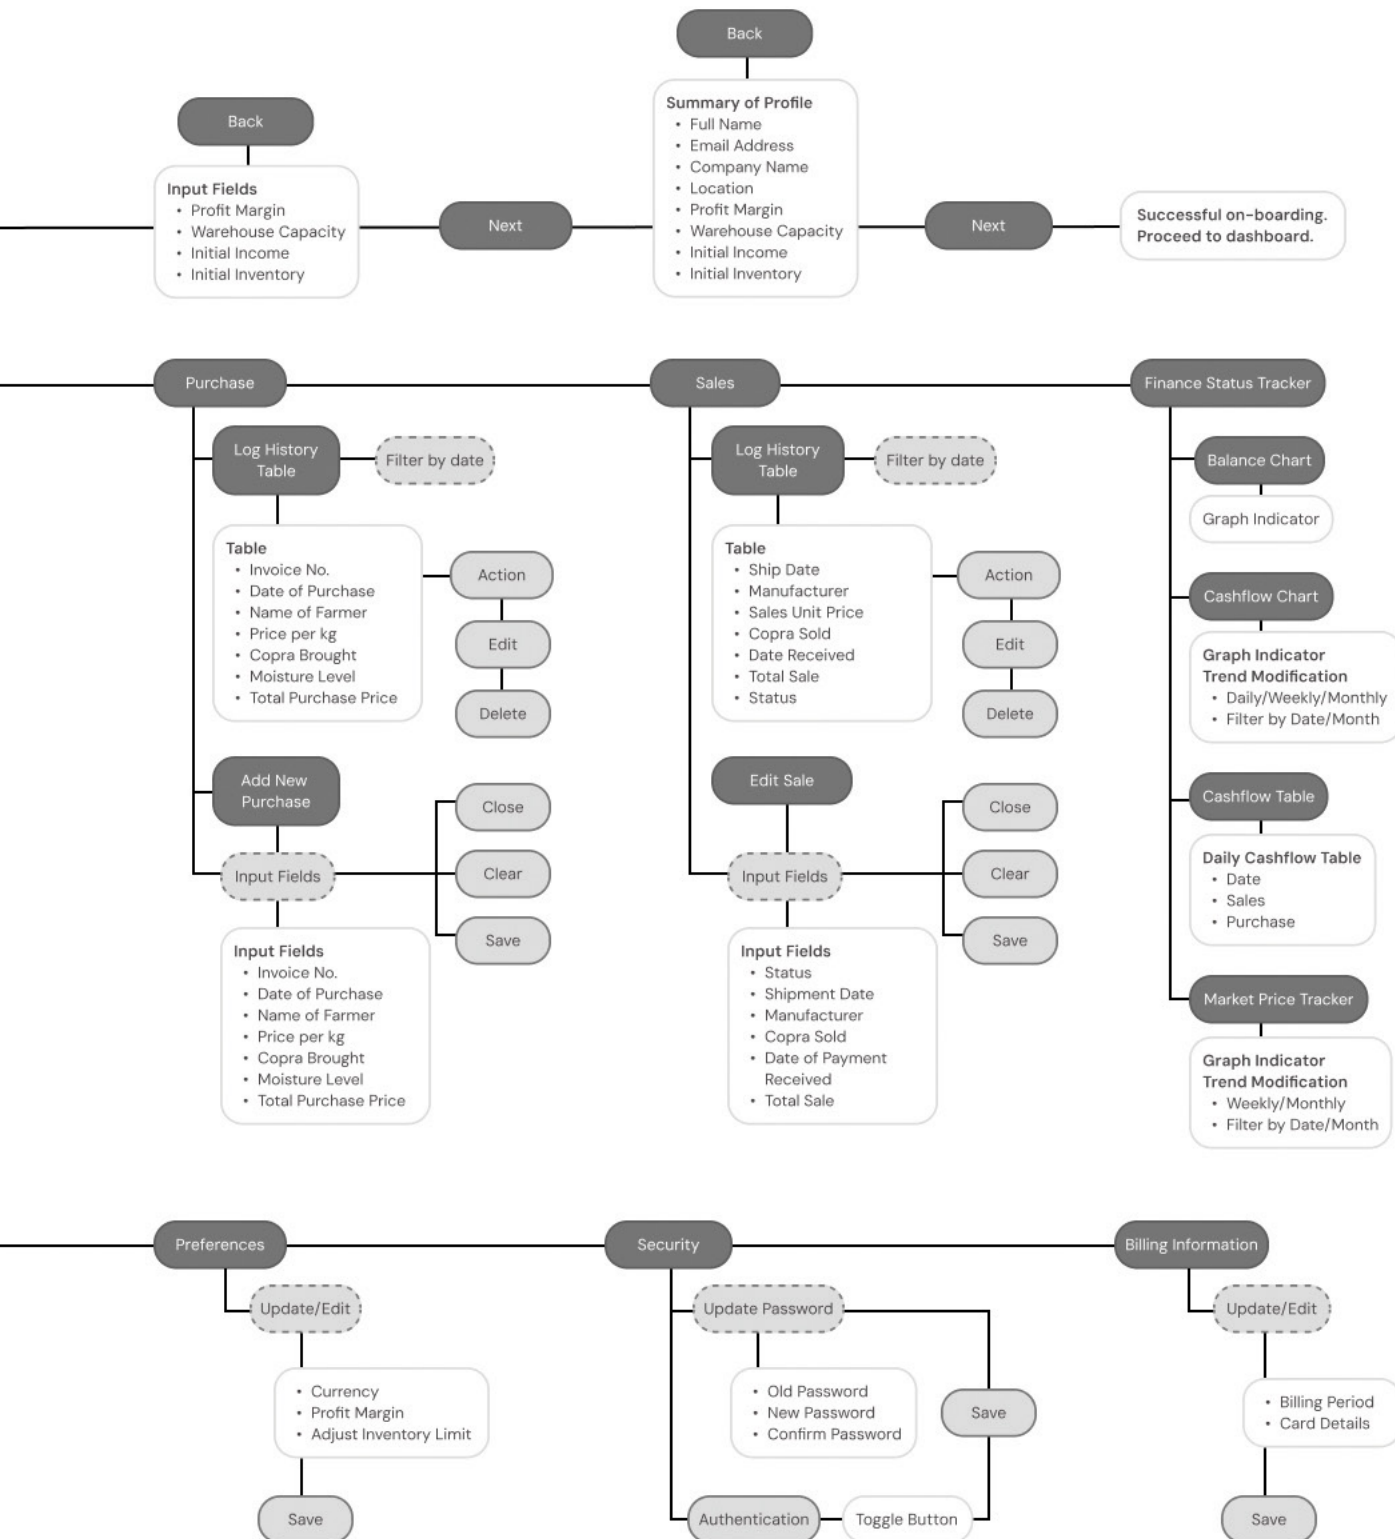 Back
Summary of Profile
• Full Name
• Email Address
• Company Name
• Location
• Profit Margin
• Warehouse Capacity
• Initial Income
• Initial Inventory
Back
Input Fields
• Profit Margin
• Warehouse Capacity
• Initial Income
• Initial Inventory
Next
Next
Successful on-boarding.
Proceed to dashboard.
Purchase
Log History
Table
Filter by date
Table
• Invoice No.
• Date of Purchase
• Name of Farmer
• Price per kg
• Copra Brought
• Moisture Level
• Total Purchase Price
Action
Edit
Delete
Add New
Purchase
Input Fields
Close
Clear
Save
Input Fields
• Invoice No.
• Date of Purchase
• Name of Farmer
• Price per kg
• Copra Brought
• Moisture Level
• Total Purchase Price
Sales
Log History
Table
Filter by date
Table
• Ship Date
• Manufacturer
• Sales Unit Price
• Copra Sold
• Date Received
• Total Sale
• Status
Action
Edit
Delete
Edit Sale
Input Fields
Close
Clear
Save
Input Fields
• Status
• Shipment Date
• Manufacturer
• Copra Sold
• Date of Payment
Received
• Total Sale
Finance Status Tracker
Balance Chart
Graph Indicator
Cashflow Chart
Graph Indicator
Trend Modification
• Daily/Weekly/Monthly
• Filter by Date/Month
Cashflow Table
Daily Cashflow Table
• Date
• Sales
• Purchase
Market Price Tracker
Graph Indicator
Trend Modification
• Weekly/Monthly
• Filter by Date/Month
Preferences
Update/Edit
• Currency
• Profit Margin
• Adjust Inventory Limit
Save
Security
Update Password
• Old Password
• New Password
• Confirm Password
Save
Authentication
Toggle Button
Billing Information
Update/Edit
• Billing Period
• Card Details
Save